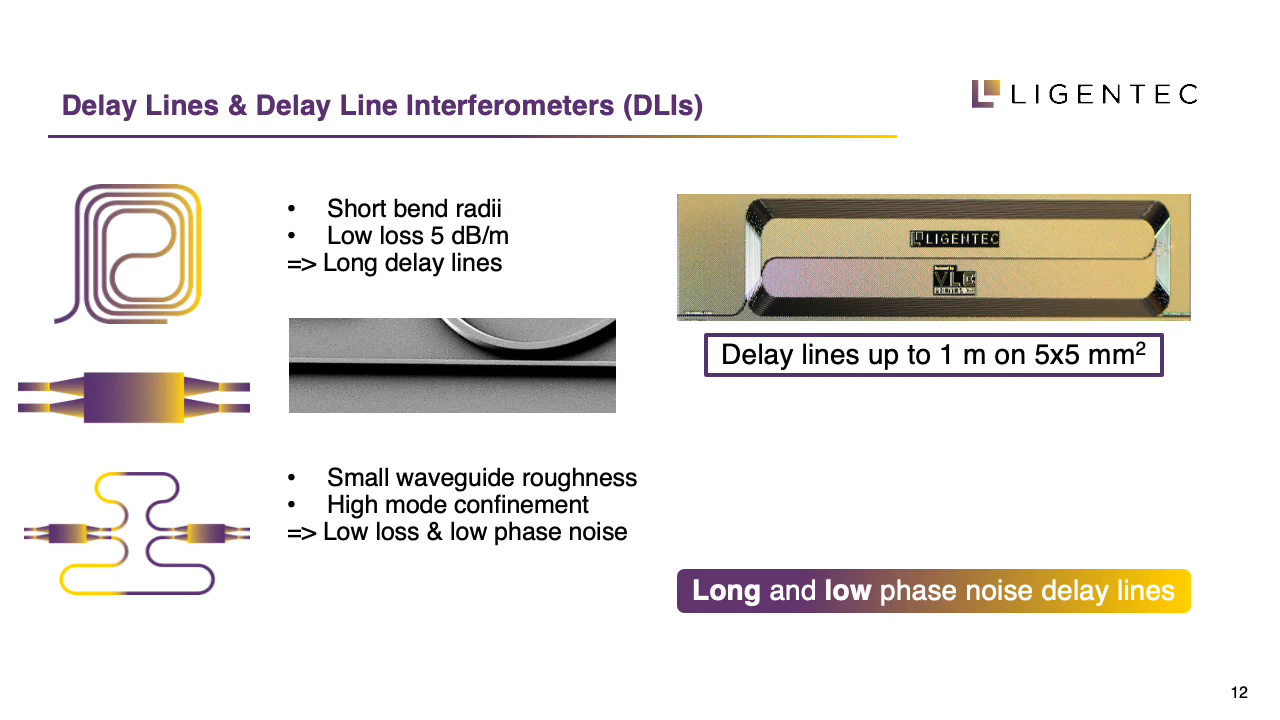 Delay Lines & Delay Line Interferometers (DLIs)
LIGENTEC
• Short bend radii
• Low loss 5 dB/m
=> Long delay lines
LIGENTEC
VLC
Delay lines up to 1 m on 5x5 mm²
• Small waveguide roughness
• High mode confinement
=> Low loss & low phase noise
Long and low phase noise delay lines
12